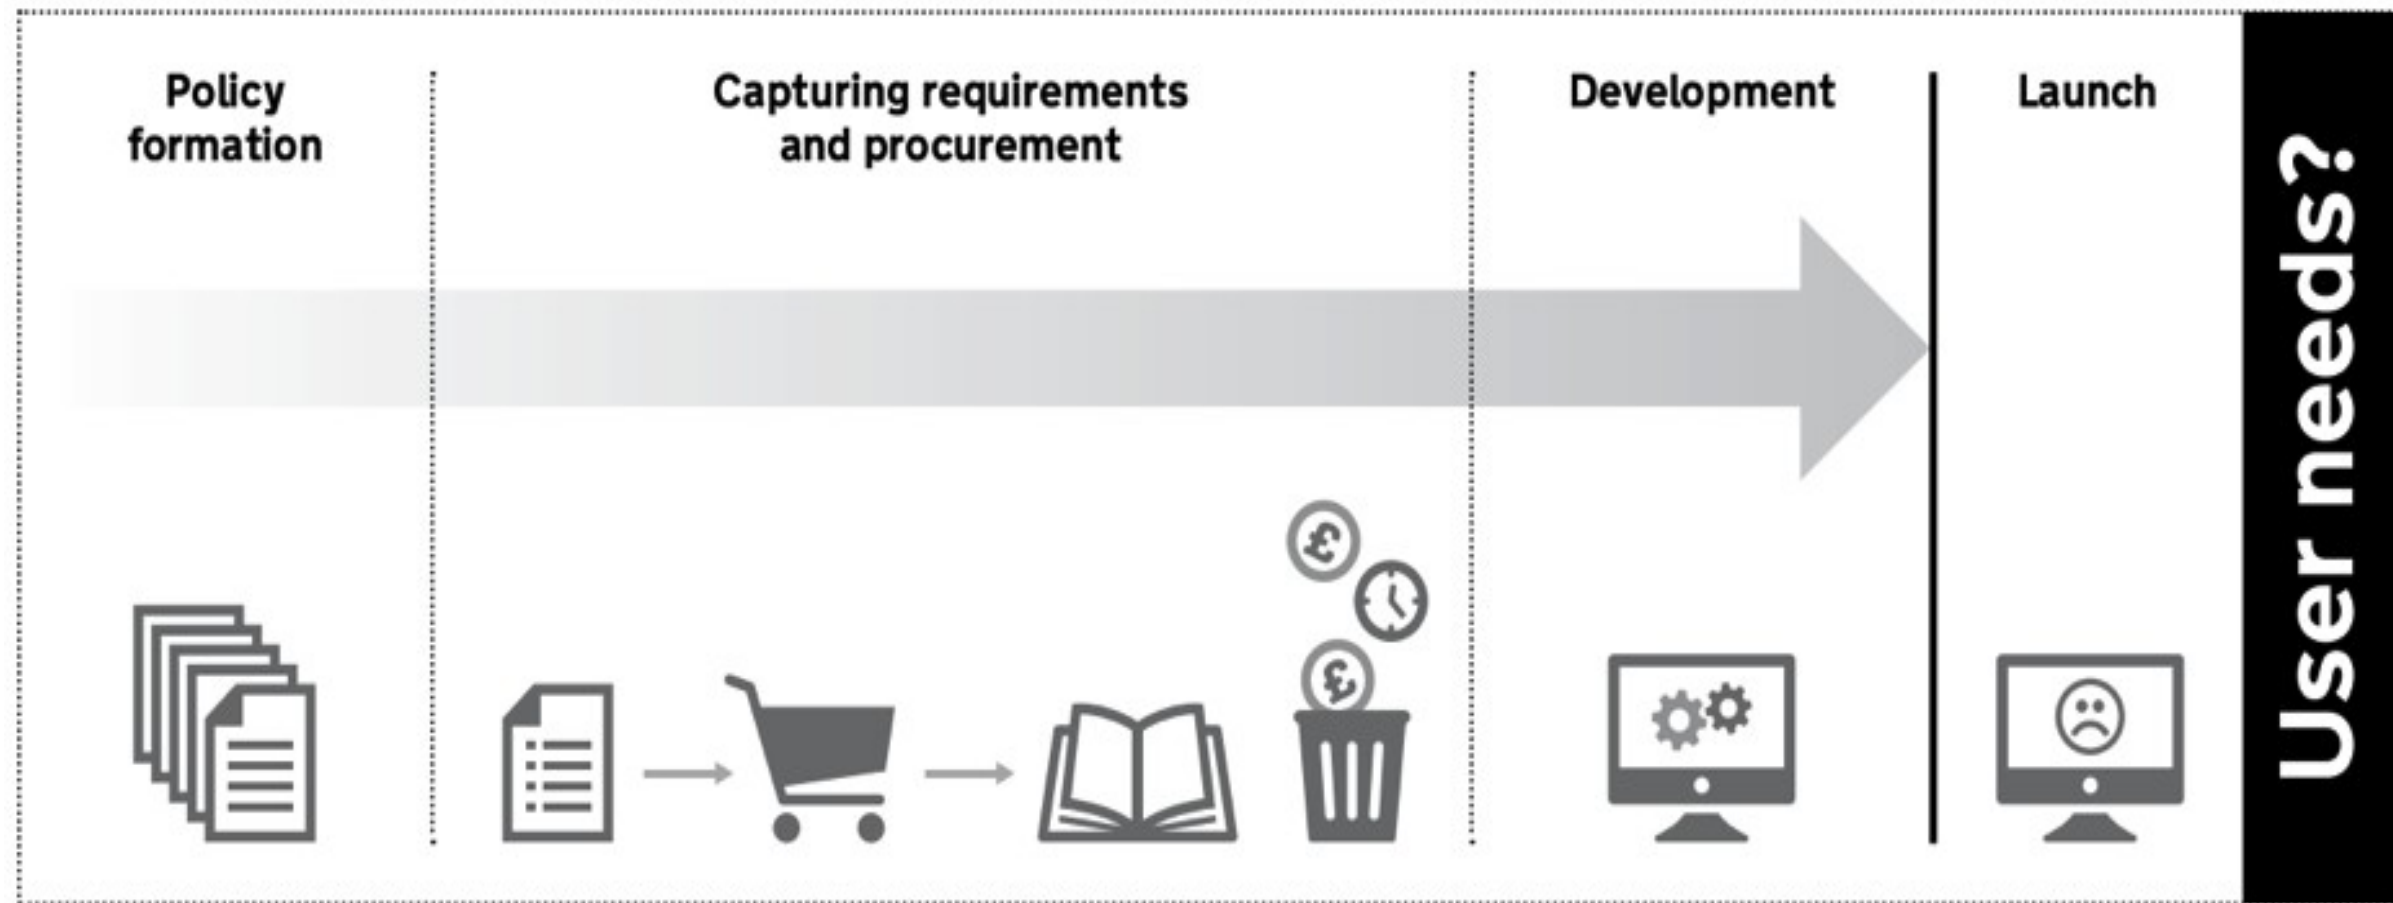 Policy
formation
Capturing requirements
and procurement
Development
Launch
User needs?
£
£